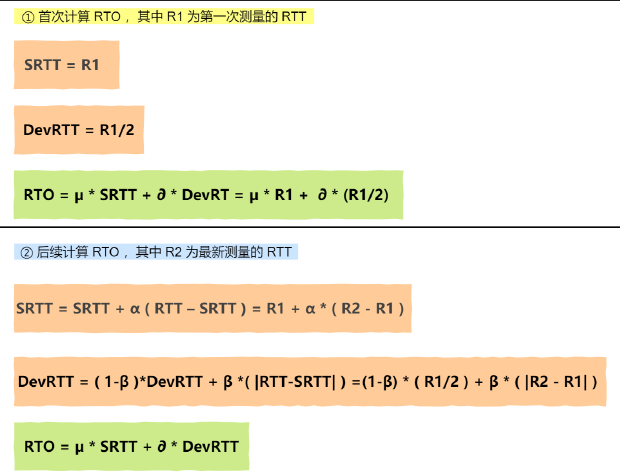 ① 首次计算 RTO ，其中 R1 为第一次测量的 RTT
SRTT = R1
DevRTT = R1/2
RTO = μ * SRTT + ∂ * DevRT = μ * R1 + ∂ * (R1/2)
② 后续计算 RTO ，其中 R2 为最新测量的 RTT
SRTT = SRTT + α ( RTT – SRTT ) = R1 + α * ( R2 - R1 )
DevRTT = ( 1-β )*DevRTT + β *( |RTT-SRTT| ) =(1-β) * ( R1/2 ) + β * ( |R2 - R1| )
RTO = μ * SRTT + ∂ * DevRTT